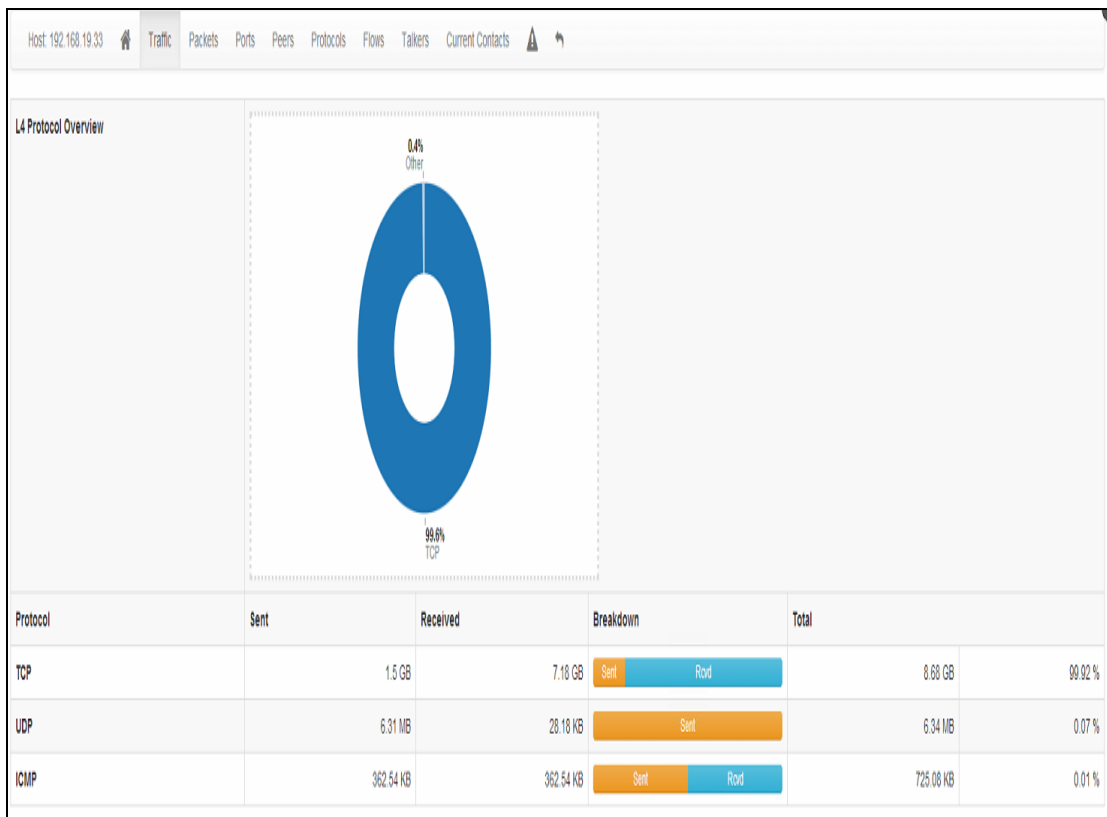 Host: 192.168.19.33 Traffic Packets Ports Peers Protocols Flows Talkers Current Contacts
L4 Protocol Overview
0.4%
Other
99.6%
TCP
Protocol Sent Received Breakdown Total
TCP 1.5 GB 7.18 GB Sent Rcvd 8.68 GB 99.92 %
UDP 6.31 MB 28.18 KB Sent 6.34 MB 0.07 %
ICMP 362.54 KB 362.54 KB Sent Rcvd 725.08 KB 0.01 %